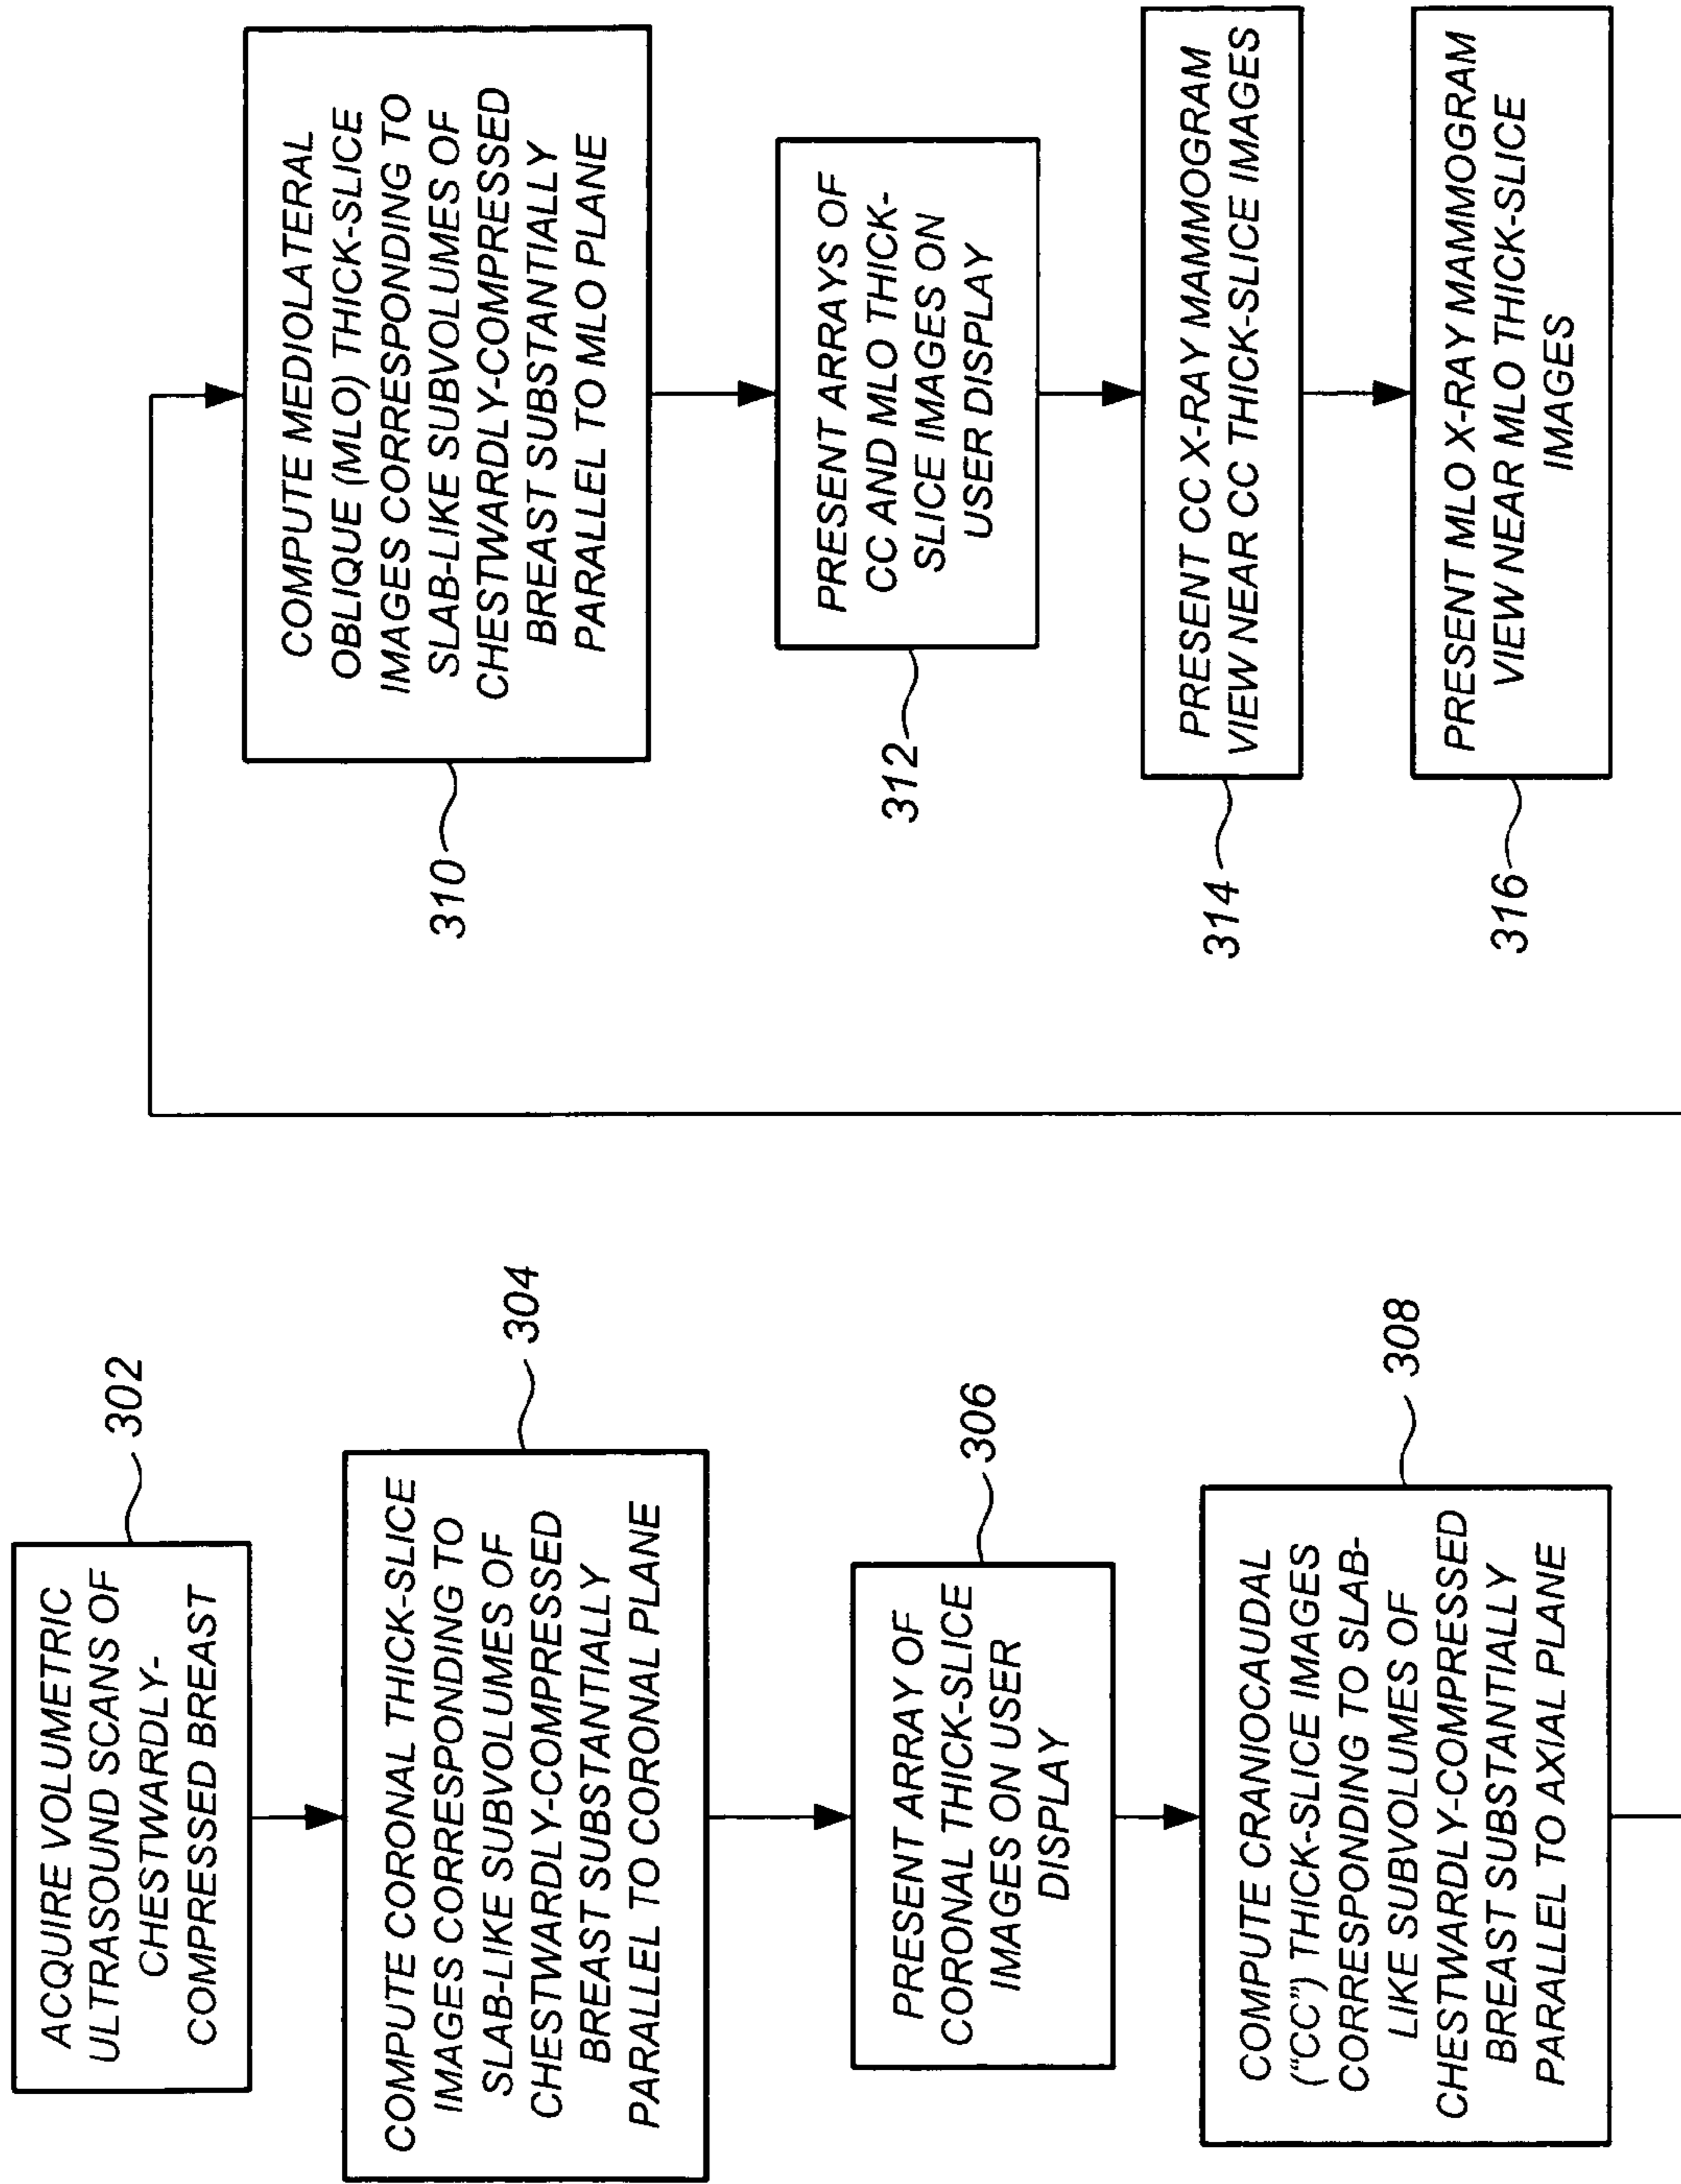 ACQUIRE VOLUMETRIC
ULTRASOUND SCANS OF
CHESTWARDLY-
COMPRESSED BREAST
302
COMPUTE CORONAL THICK-SLICE
IMAGES CORRESPONDING TO
SLAB-LIKE SUBVOLUMES OF
CHESTWARDLY-COMPRESSED
BREAST SUBSTANTIALLY
PARALLEL TO CORONAL PLANE
304
PRESENT ARRAY OF
CORONAL THICK-SLICE
IMAGES ON USER
DISPLAY
306
COMPUTE CRANIOCAUDAL
("CC") THICK-SLICE IMAGES
CORRESPONDING TO SLAB-
LIKE SUBVOLUMES OF
CHESTWARDLY-COMPRESSED
BREAST SUBSTANTIALLY
PARALLEL TO AXIAL PLANE
308
COMPUTE MEDIOLATERAL
OBLIQUE (MLO) THICK-SLICE
IMAGES CORRESPONDING TO
SLAB-LIKE SUBVOLUMES OF
CHESTWARDLY-COMPRESSED
BREAST SUBSTANTIALLY
PARALLEL TO MLO PLANE
310
PRESENT ARRAYS OF
CC AND MLO THICK-
SLICE IMAGES ON
USER DISPLAY
312
PRESENT CC X-RAY MAMMOGRAM
VIEW NEAR CC THICK-SLICE IMAGES
314
PRESENT MLO X-RAY MAMMOGRAM
VIEW NEAR MLO THICK-SLICE
IMAGES
316